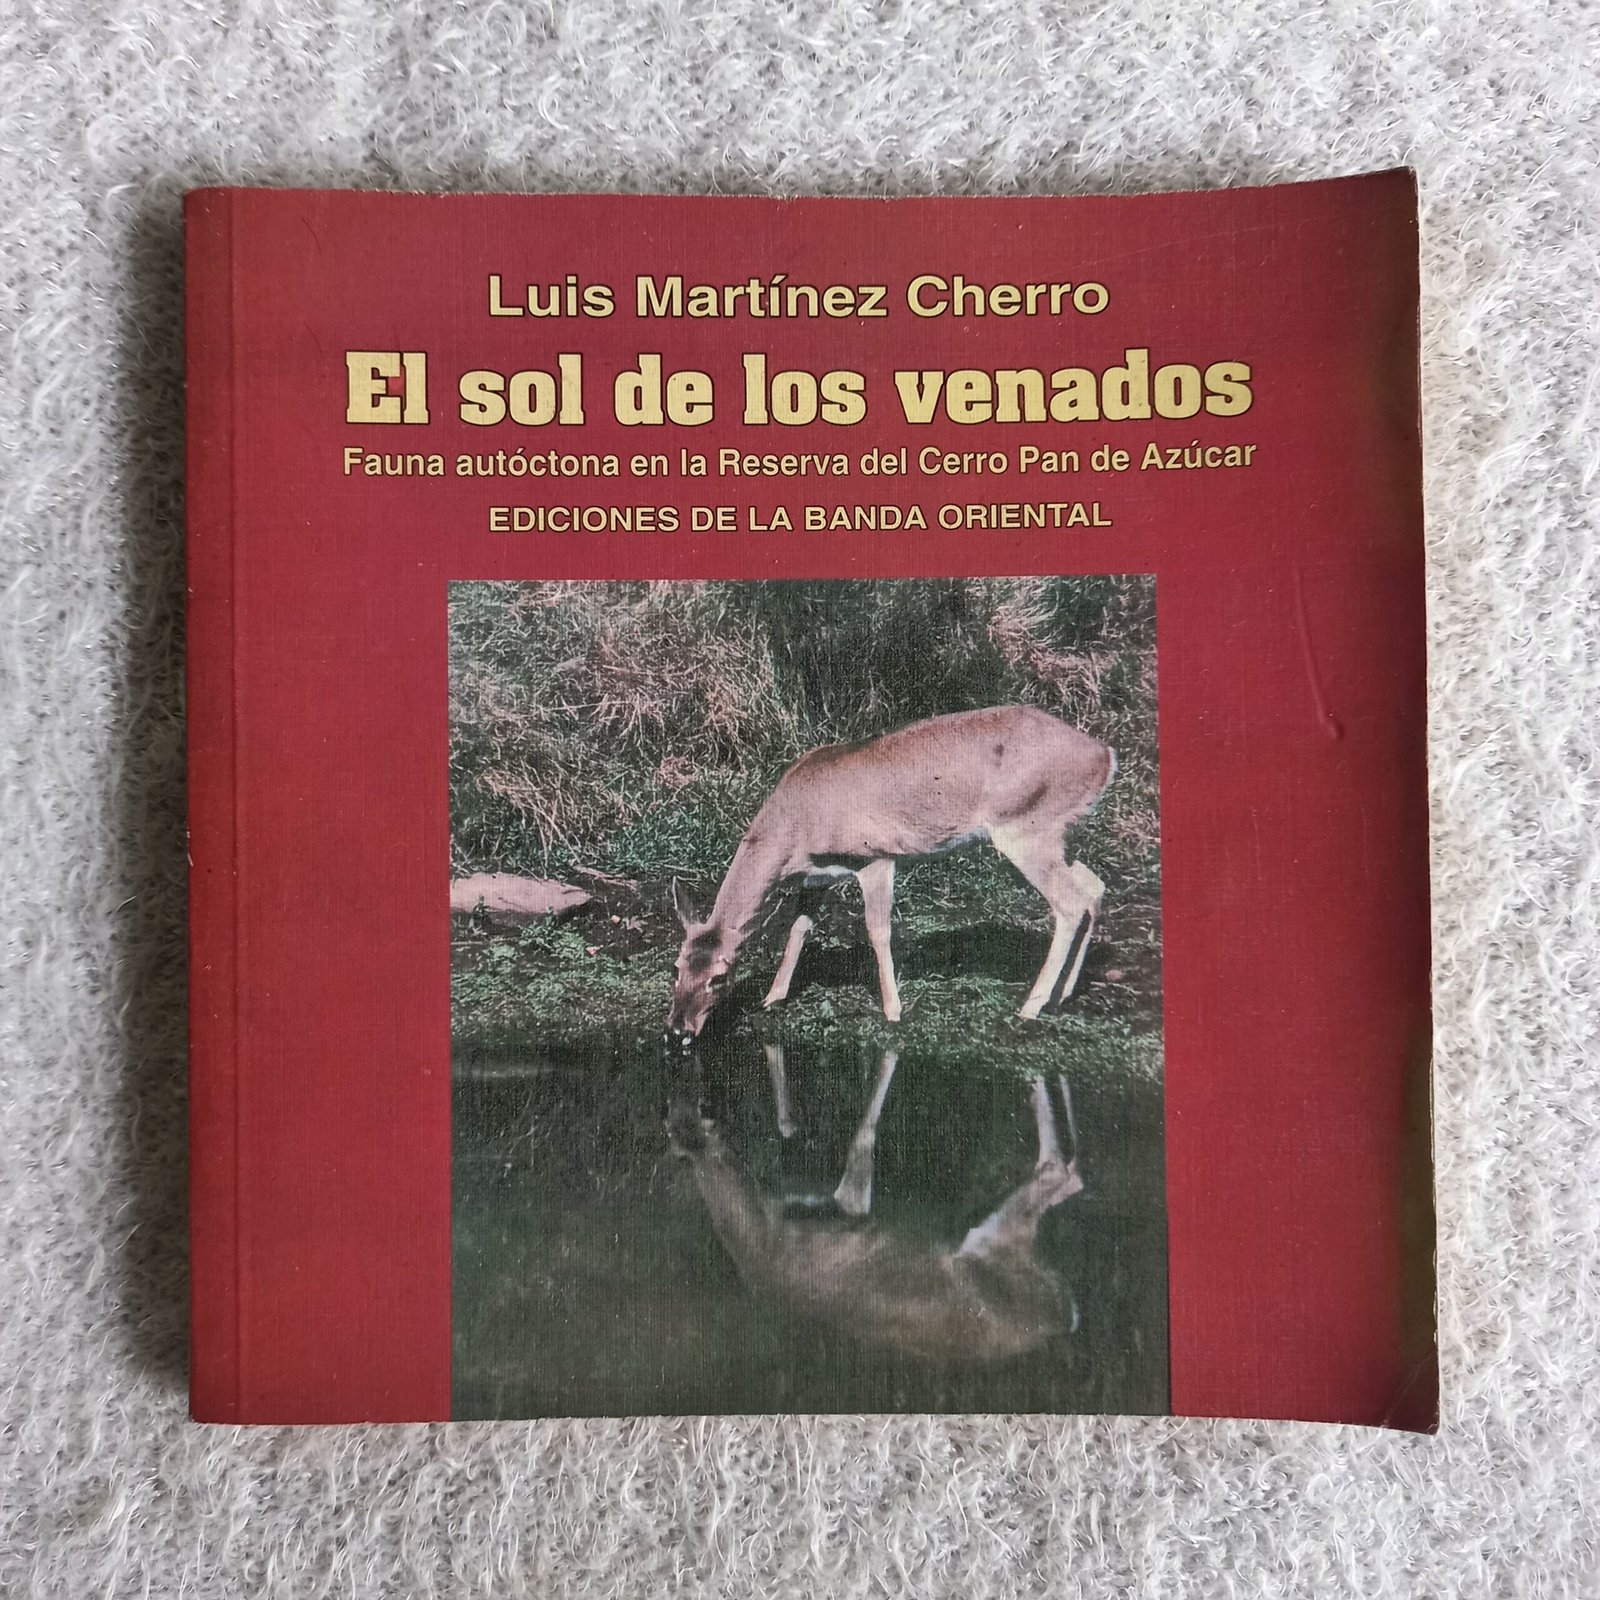 Luis Martínez Cherro
El sol de los venados
Fauna autóctona en la Reserva del Cerro Pan de Azúcar
EDICIONES DE LA BANDA ORIENTAL